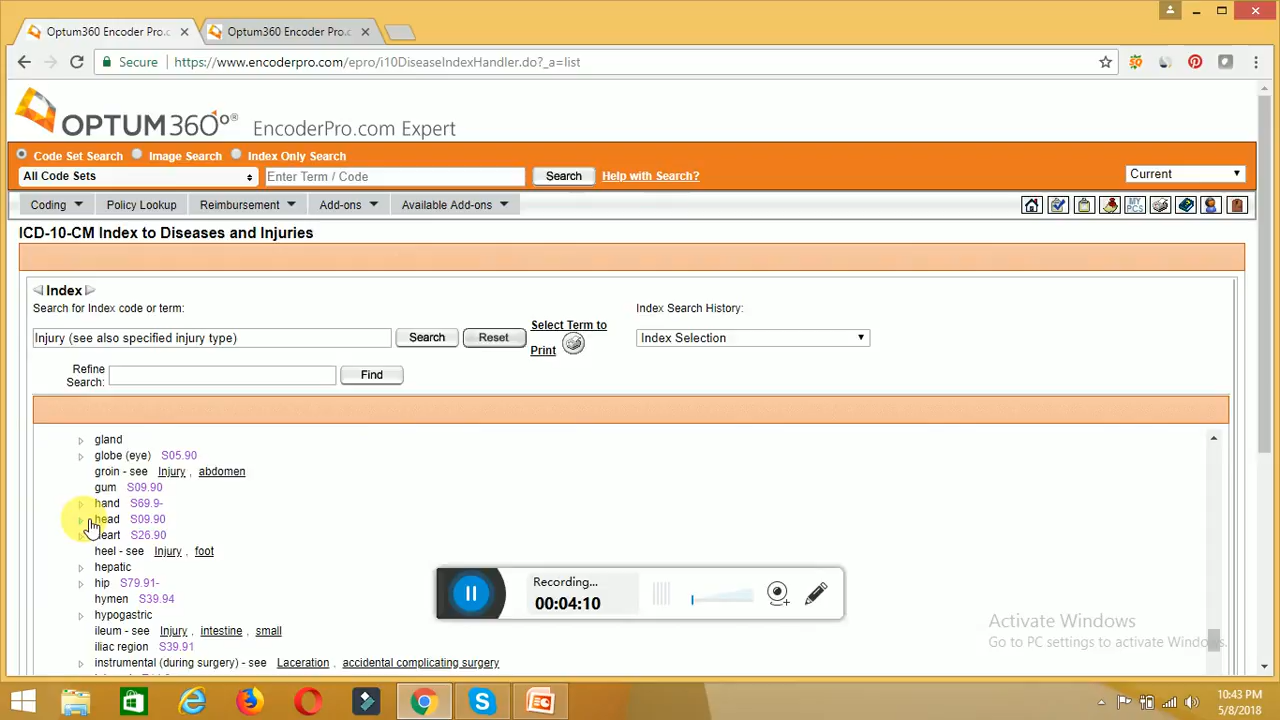 Optum360 Encoder Pro.c
Optum360 Encoder Pro.c
Secure
https://www.encoderpro.com/epro/i10DiseaseIndexHandler.do?_a=list
OPTUM360° EncoderPro.com Expert
Code Set Search Image Search Index Only Search
All Code Sets Enter Term / Code Search Help with Search? Current
Coding Policy Lookup Reimbursement Add-ons Available Add-ons
MY PCS
ICD-10-CM Index to Diseases and Injuries
Index
Search for Index code or term: Index Search History:
Injury (see also specified injury type) Search Reset Select Term to Print Index Selection
Refine Search: Find
gland
globe (eye) S05.90
groin - see Injury , abdomen
gum S09.90
hand S69.9-
head S09.90
heart S26.90
heel - see Injury , foot
hepatic
hip S79.91-
hymen S39.94
hypogastric
ileum - see Injury , intestine , small
iliac region S39.91
instrumental (during surgery) - see Laceration , accidental complicating surgery
Recording...
00:04:10
Activate Windows
Go to PC settings to activate Windows.
10:43 PM
5/8/2018